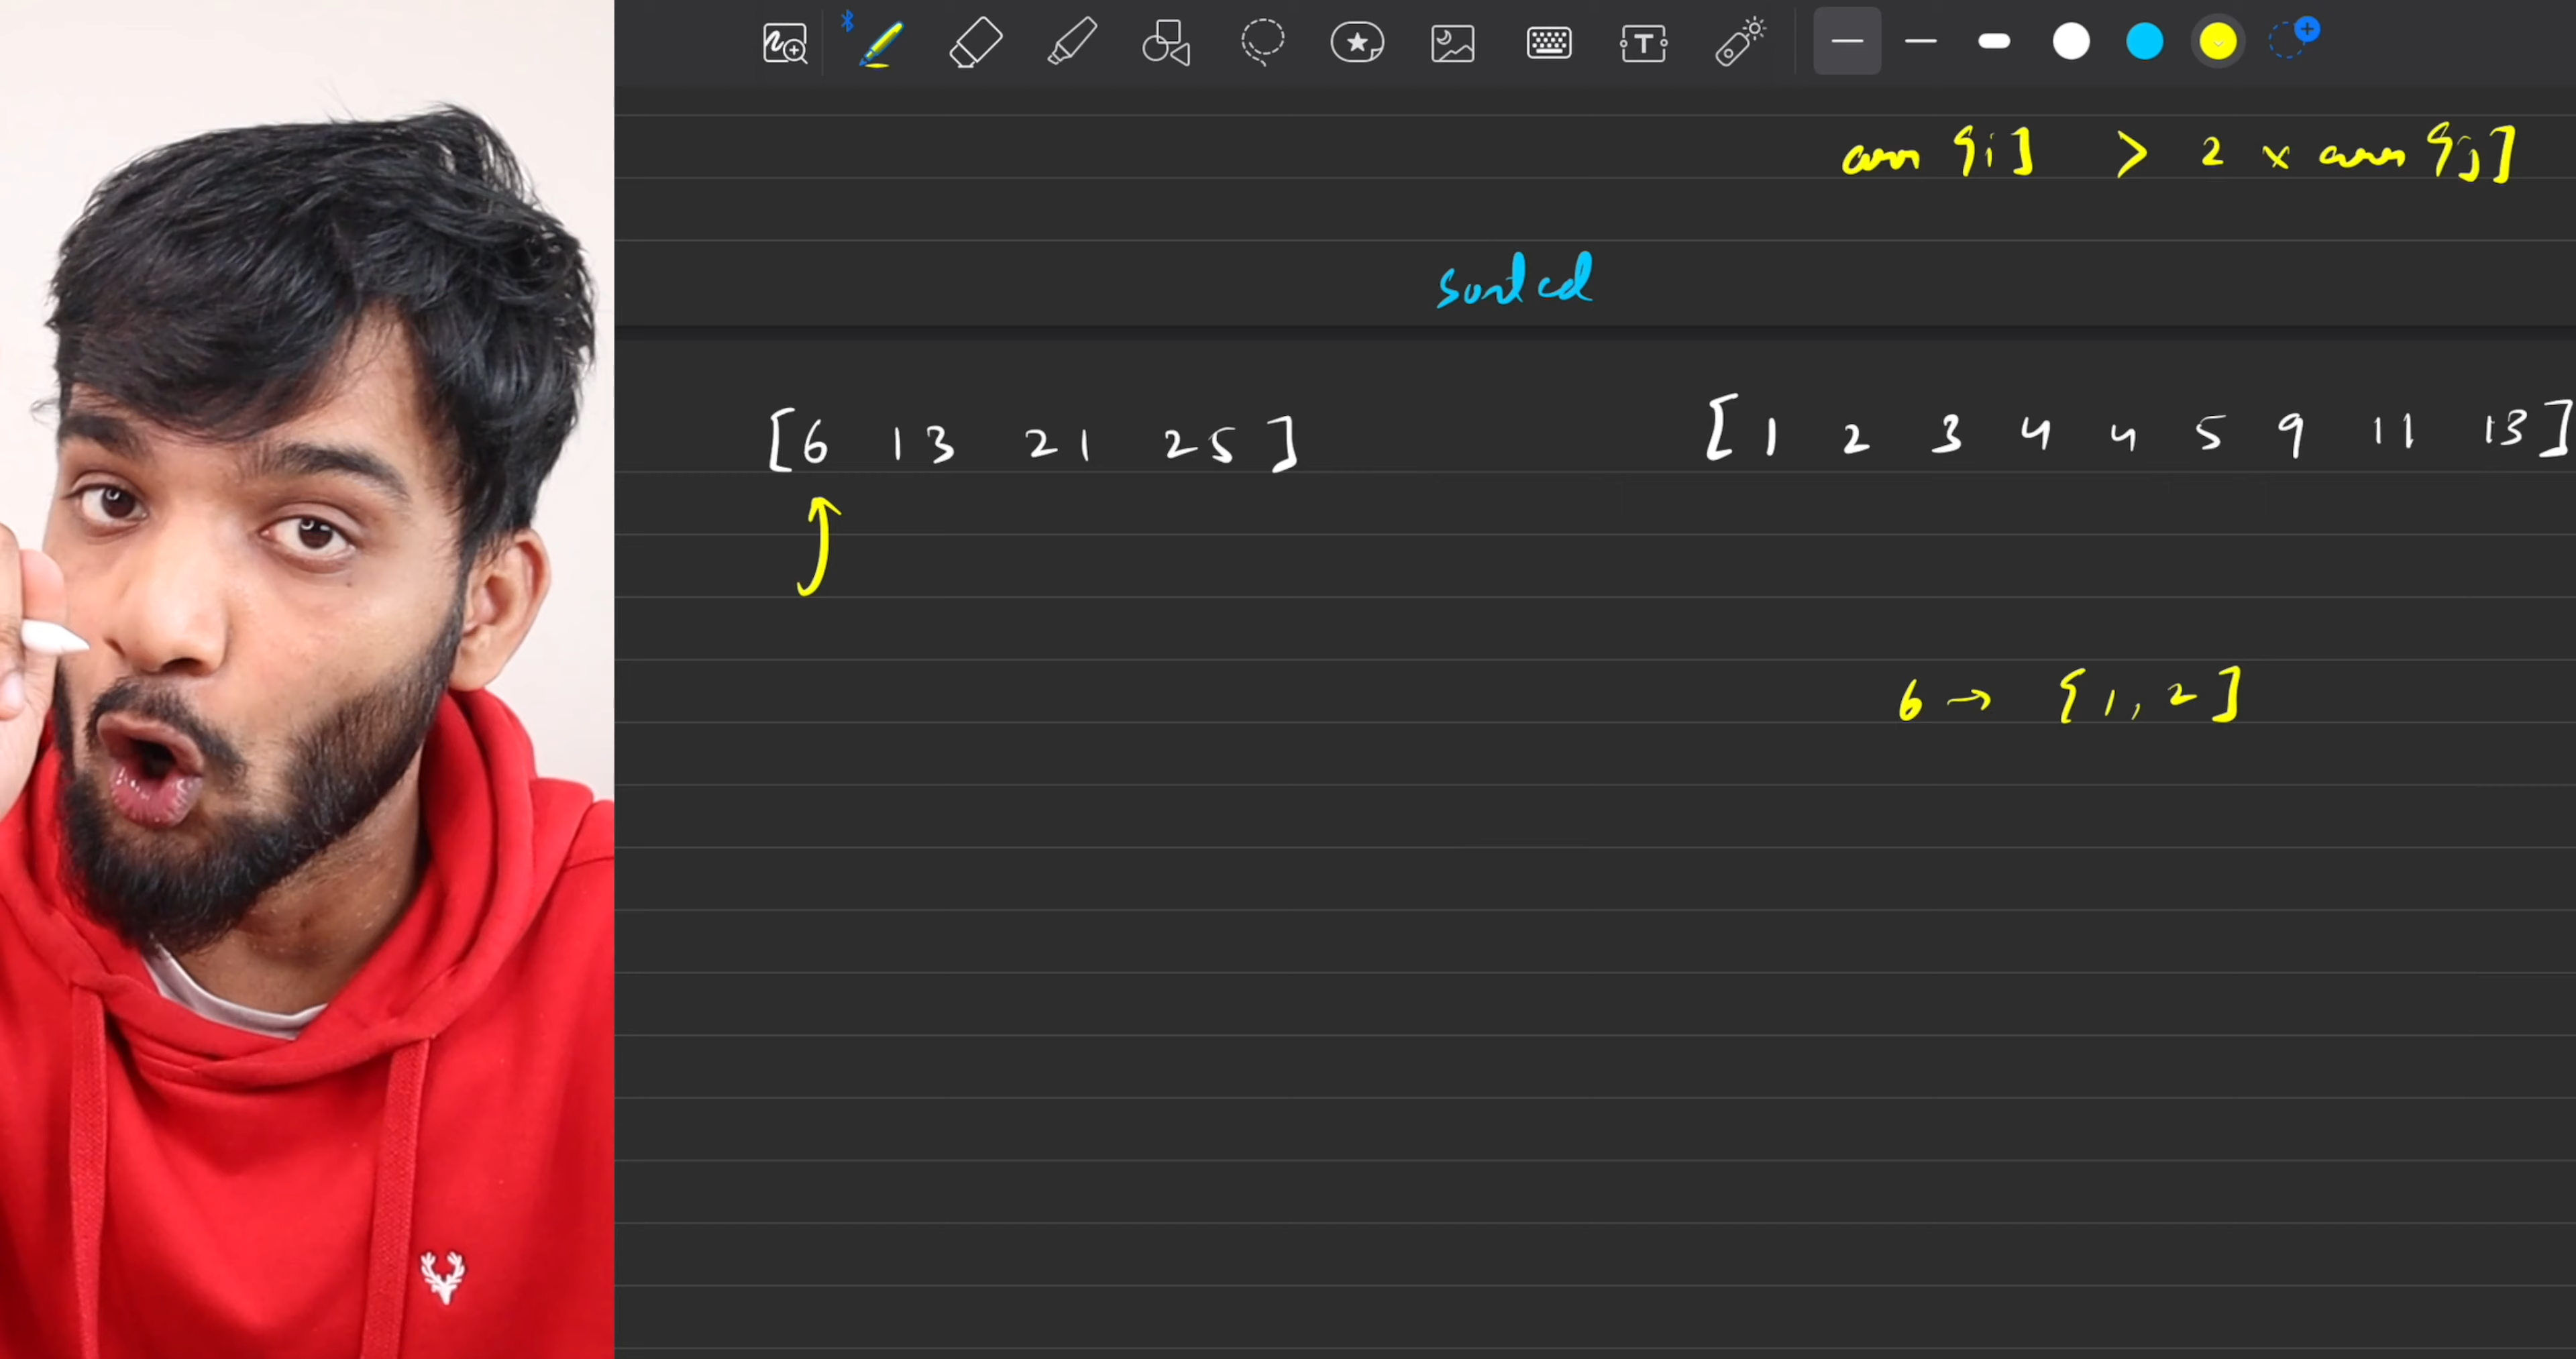 arr [i] > 2 x arr [j]
sorted
[6 13 21 25] [1 2 3 4 4 5 9 11 13]
6 → [1, 2]